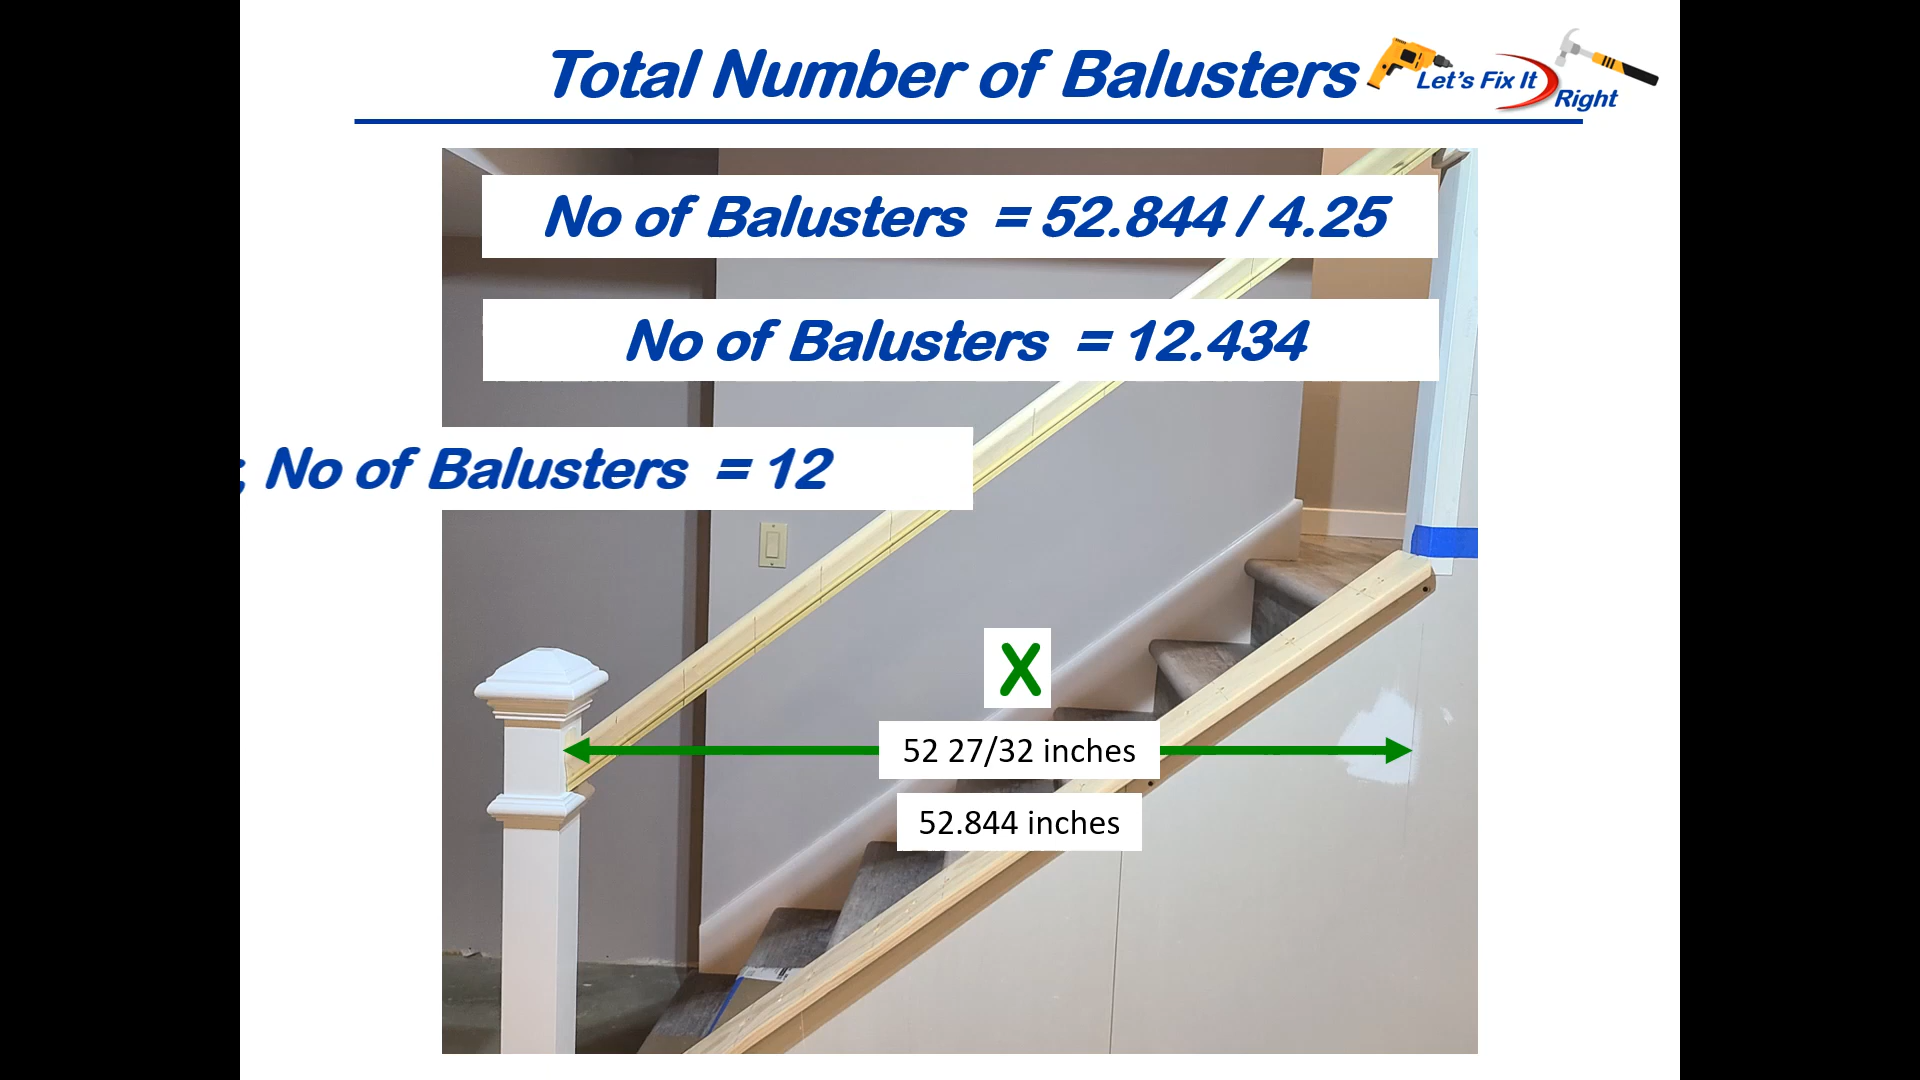 Total Number of Balusters
Let's Fix It
Right
No of Balusters = 52.844 / 4.25
No of Balusters = 12.434
; No of Balusters = 12
X
52 27/32 inches
52.844 inches